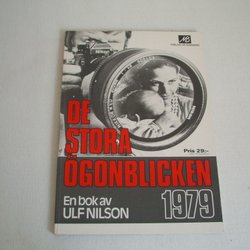 Pris 29:-
DE
STORA
ÖGONBLICKEN
1979
En bok av
ULF NILSON